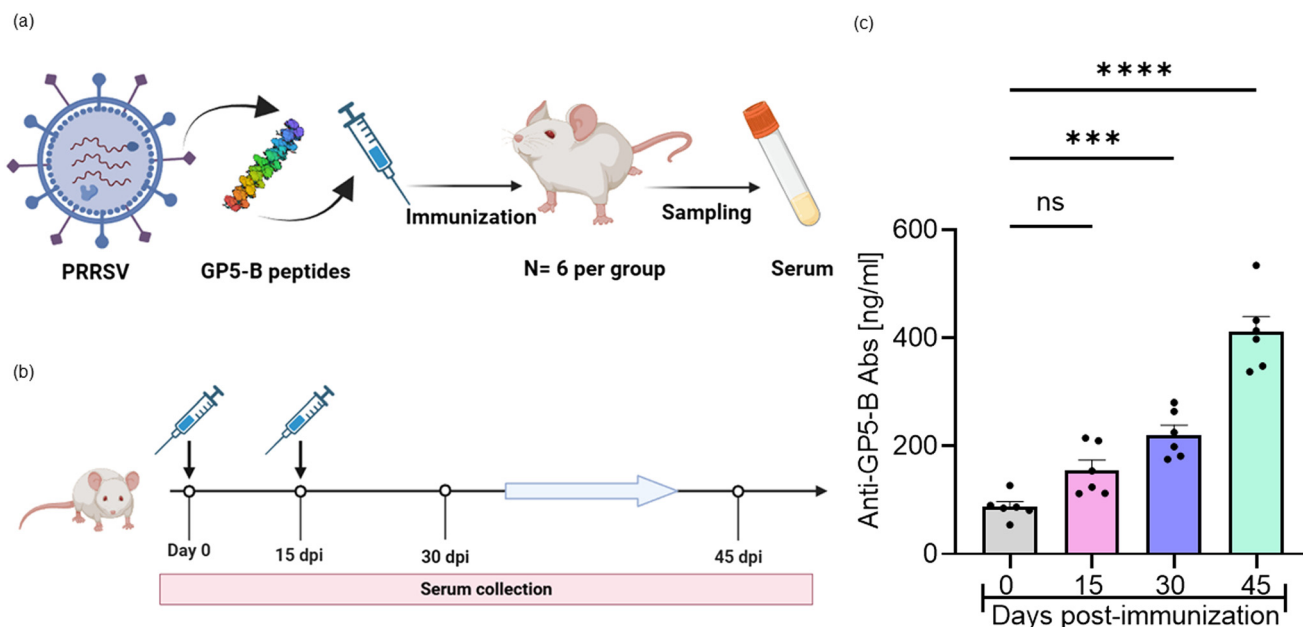 (a)
PRRSV
GP5-B peptides
Immunization
N= 6 per group
Sampling
Serum
(b)
Day 0
15 dpi
30 dpi
45 dpi
Serum collection
(c)
****
***
ns
Anti-GP5-B Abs [ng/ml]
600
400
200
0
0 15 30 45
Days post-immunization